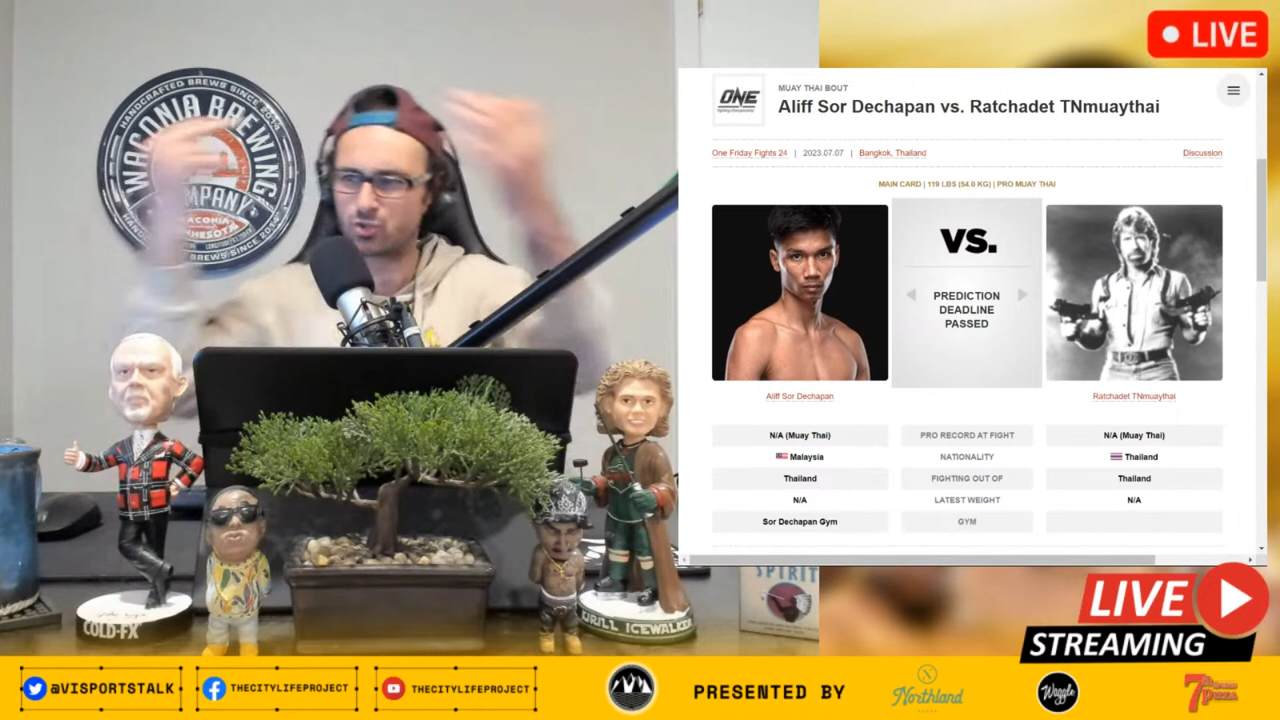 LIVE
HANDCRAFTED BREWS SINCE 2014
WACONIA BREWING
COMPANY
WACONIA
MINNESOTA
ONE
MUAY THAI BOUT
Aliff Sor Dechapan vs. Ratchadet TNmuaythai
One Friday Fights 24 | 2023.07.07 | Bangkok, Thailand
Discussion
MAIN CARD | 119 LBS (54.0 KG) | PRO MUAY THAI
VS.
PREDICTION
DEADLINE
PASSED
Aliff Sor Dechapan
Ratchadet TNmuaythai
N/A (Muay Thai) PRO RECORD AT FIGHT N/A (Muay Thai)
Malaysia NATIONALITY Thailand
Thailand FIGHTING OUT OF Thailand
N/A LATEST WEIGHT N/A
Sor Dechapan Gym GYM
COLD-FX
KIRILL ICEWALKER
SPIRIT
LIVE
STREAMING
@VISPORTSTALK
THECITYLIFEPROJECT
THECITYLIFEPROJECT
PRESENTED BY
Northland
Waggle